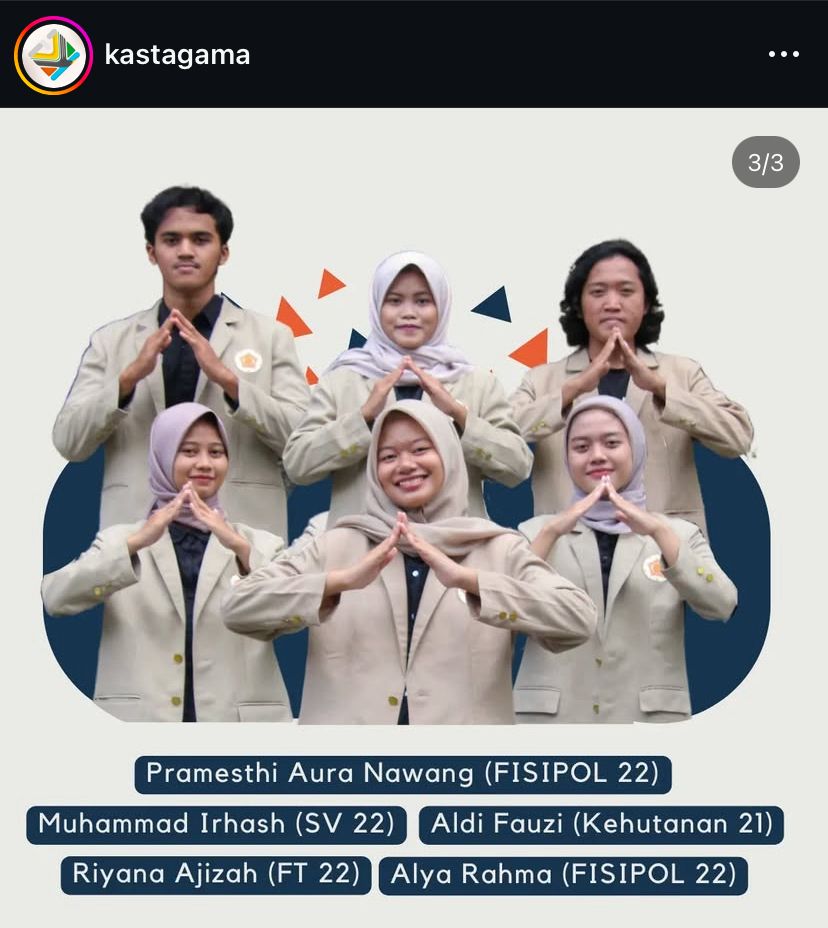 kastagama
3/3
Pramesthi Aura Nawang (FISIPOL 22)
Muhammad Irhash (SV 22) Aldi Fauzi (Kehutanan 21)
Riyana Ajizah (FT 22) Alya Rahma (FISIPOL 22)